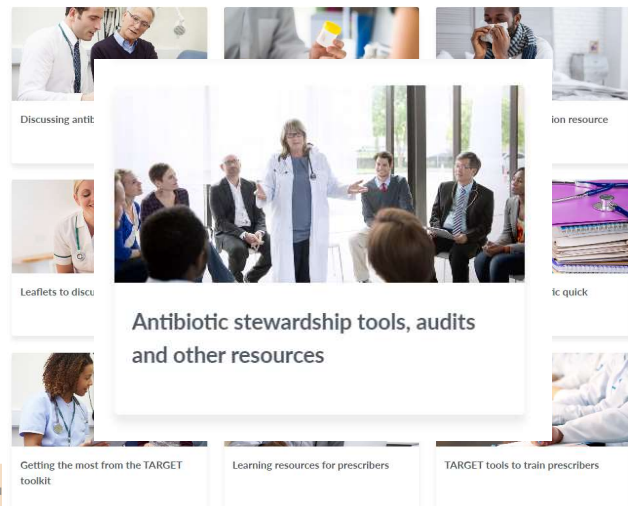 Discussing antib
ion resource
Antibiotic stewardship tools, audits
and other resources
Leaflets to discu
ic quick
Getting the most from the TARGET
toolkit
Learning resources for prescribers
TARGET tools to train prescribers